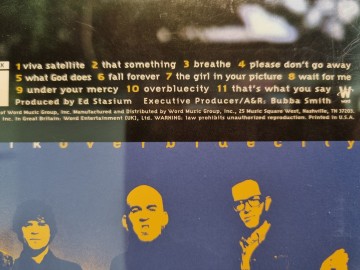 1 viva satellite 2 that something 3 breathe 4 please don't go away
5 what God does 6 fall forever 7 the girl in your picture 8 wait for me
9 under your mercy 10 overbluecity 11 that's what you say
Produced by Ed Stasium Executive Producer/A&R: Bubba Smith
of Word Music Group, Inc. Manufactured and Distributed by Word Music Group, Inc., 25 Music Square West, Nashville, TN 37203.
Inc. In Great Britain: Word Entertainment (UK), Ltd. WARNING: law prohibits unauthorized reproduction. Printed in U.S.A.
k overbluecity